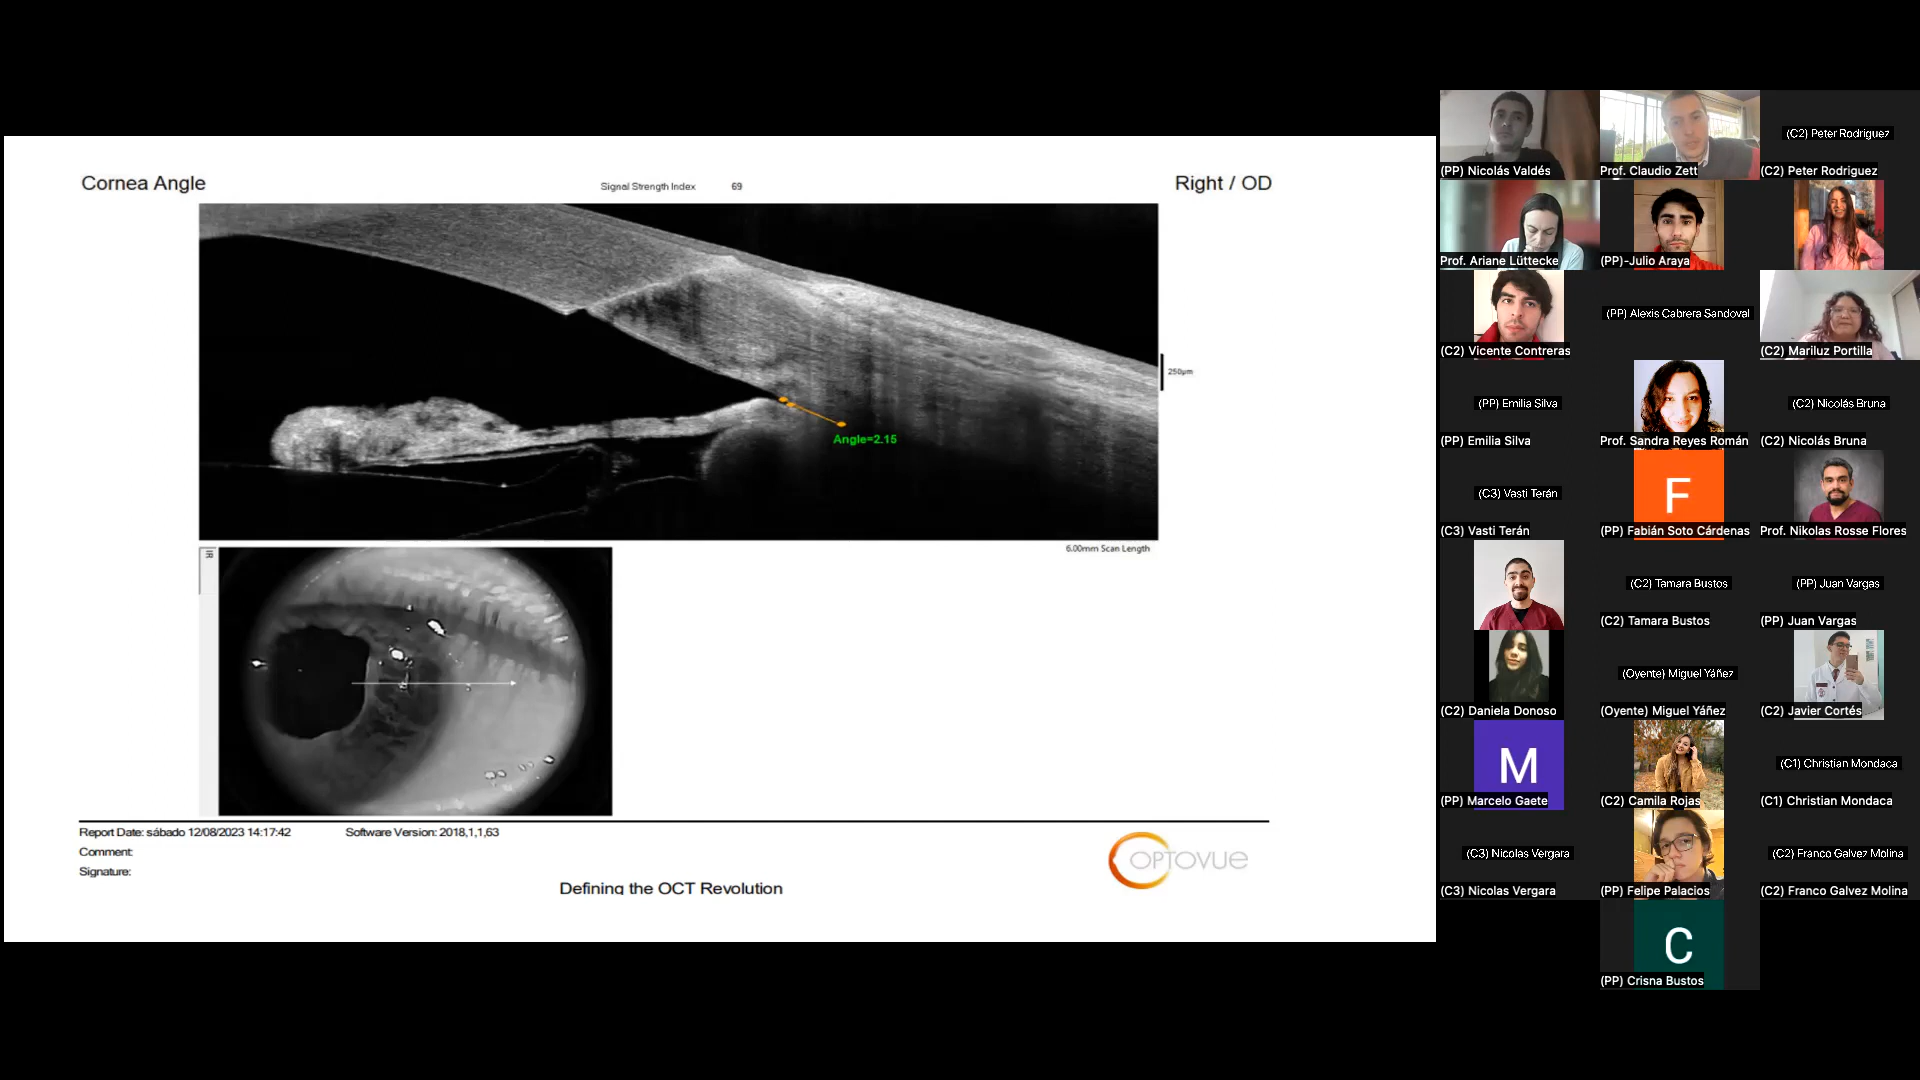 Cornea Angle
Signal Strength Index 69
Right / OD
250µm
Angle=2.15
6.00mm Scan Length
IR
Report Date: sábado 12/08/2023 14:17:42
Software Version: 2018,1,1,63
Comment:
Signature:
OPTOVUE
Defining the OCT Revolution
(PP) Nicolás Valdés
Prof. Claudio Zett
(C2) Peter Rodriguez
(C2) Peter Rodriguez
Prof. Ariane Lüttecke
(PP)-Julio Araya
(C2) Vicente Contreras
(PP) Alexis Cabrera Sandoval
(C2) Mariluz Portilla
(PP) Emilia Silva
(PP) Emilia Silva
Prof. Sandra Reyes Román
(C2) Nicolás Bruna
(C2) Nicolás Bruna
(C3) Vasti Terán
(C3) Vasti Terán
F
(PP) Fabián Soto Cárdenas
Prof. Nikolas Rosse Flores
(C2) Tamara Bustos
(C2) Tamara Bustos
(PP) Juan Vargas
(PP) Juan Vargas
(C2) Daniela Donoso
(Oyente) Miguel Yáñez
(Oyente) Miguel Yáñez
(C2) Javier Cortés
M
(PP) Marcelo Gaete
(C2) Camila Rojas
(C1) Christian Mondaca
(C1) Christian Mondaca
(C3) Nicolas Vergara
(C3) Nicolas Vergara
(PP) Felipe Palacios
(C2) Franco Galvez Molina
(C2) Franco Galvez Molina
C
(PP) Crisna Bustos